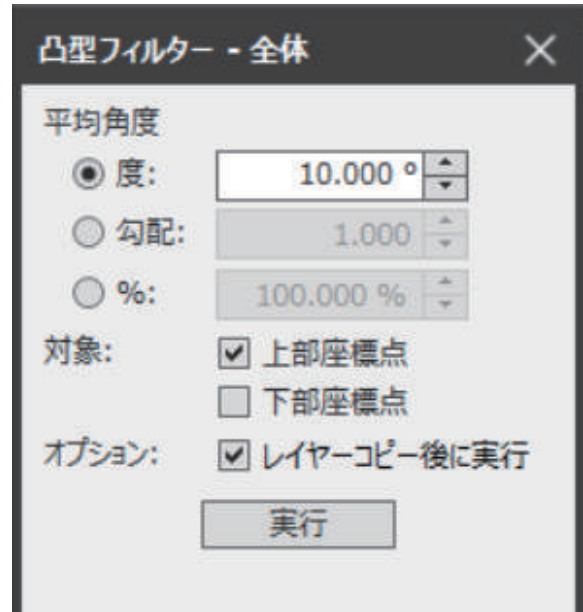 凸型フィルター - 全体
平均角度
度: 10.000 °
勾配: 1.000
%: 100.000 %
対象: 上部座標点
下部座標点
オプション: レイヤーコピー後に実行
実行